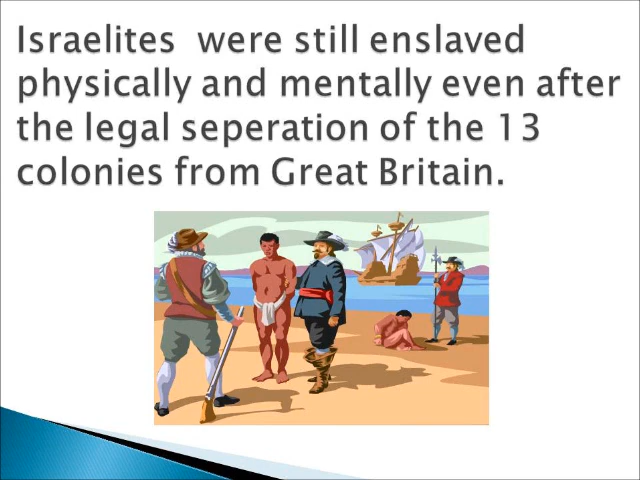 Israelites were still enslaved
physically and mentally even after
the legal seperation of the 13
colonies from Great Britain.